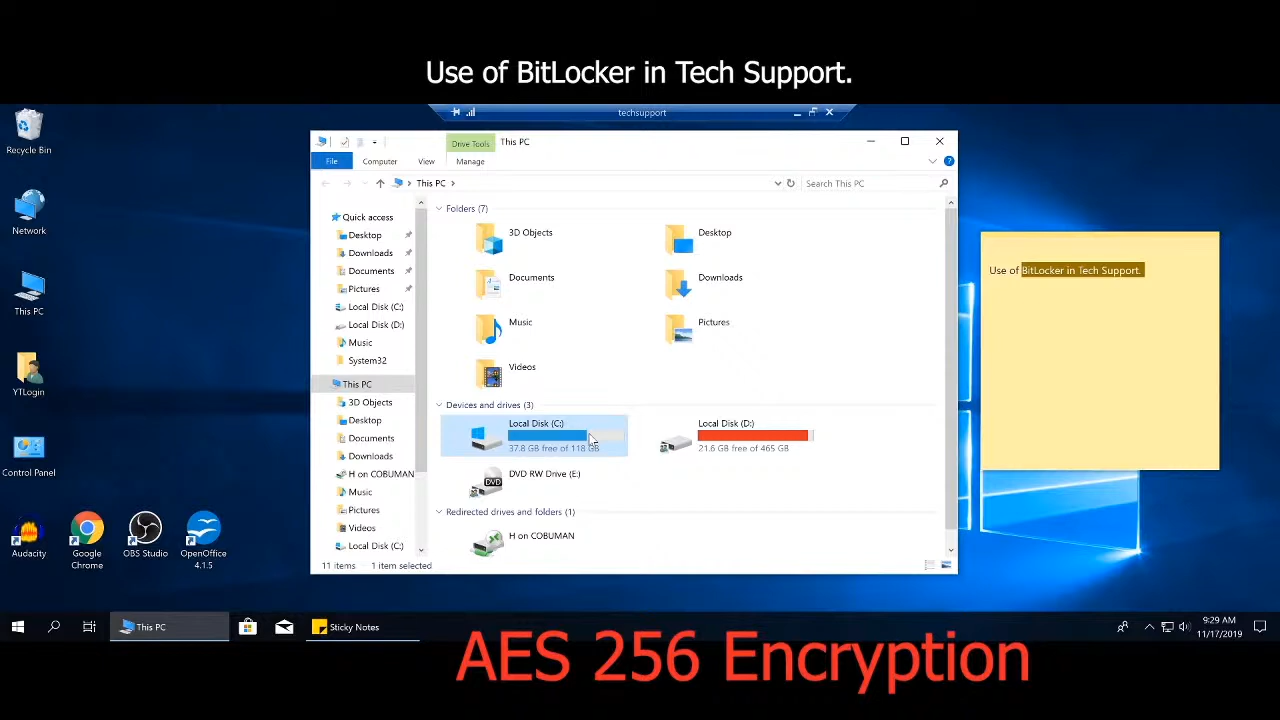 Use of BitLocker in Tech Support.
techsupport
Recycle Bin
Network
This PC
YTLogin
Control Panel
Audacity
Google
Chrome
OBS Studio
OpenOffice
4.1.5
Drive Tools
This PC
File
Computer
View
Manage
This PC
Search This PC
Quick access
Desktop
Downloads
Documents
Pictures
Local Disk (C:)
Local Disk (D:)
Music
System32
This PC
3D Objects
Desktop
Documents
Downloads
H on COBUMAN
Music
Pictures
Videos
Local Disk (C:)
Folders (7)
3D Objects
Desktop
Documents
Downloads
Music
Pictures
Videos
Devices and drives (3)
Local Disk (C:)
37.8 GB free of 118 GB
Local Disk (D:)
21.6 GB free of 465 GB
DVD
DVD RW Drive (E:)
Redirected drives and folders (1)
H on COBUMAN
11 items
1 item selected
Use of BitLocker in Tech Support.
This PC
Sticky Notes
9:29 AM
11/17/2019
AES 256 Encryption